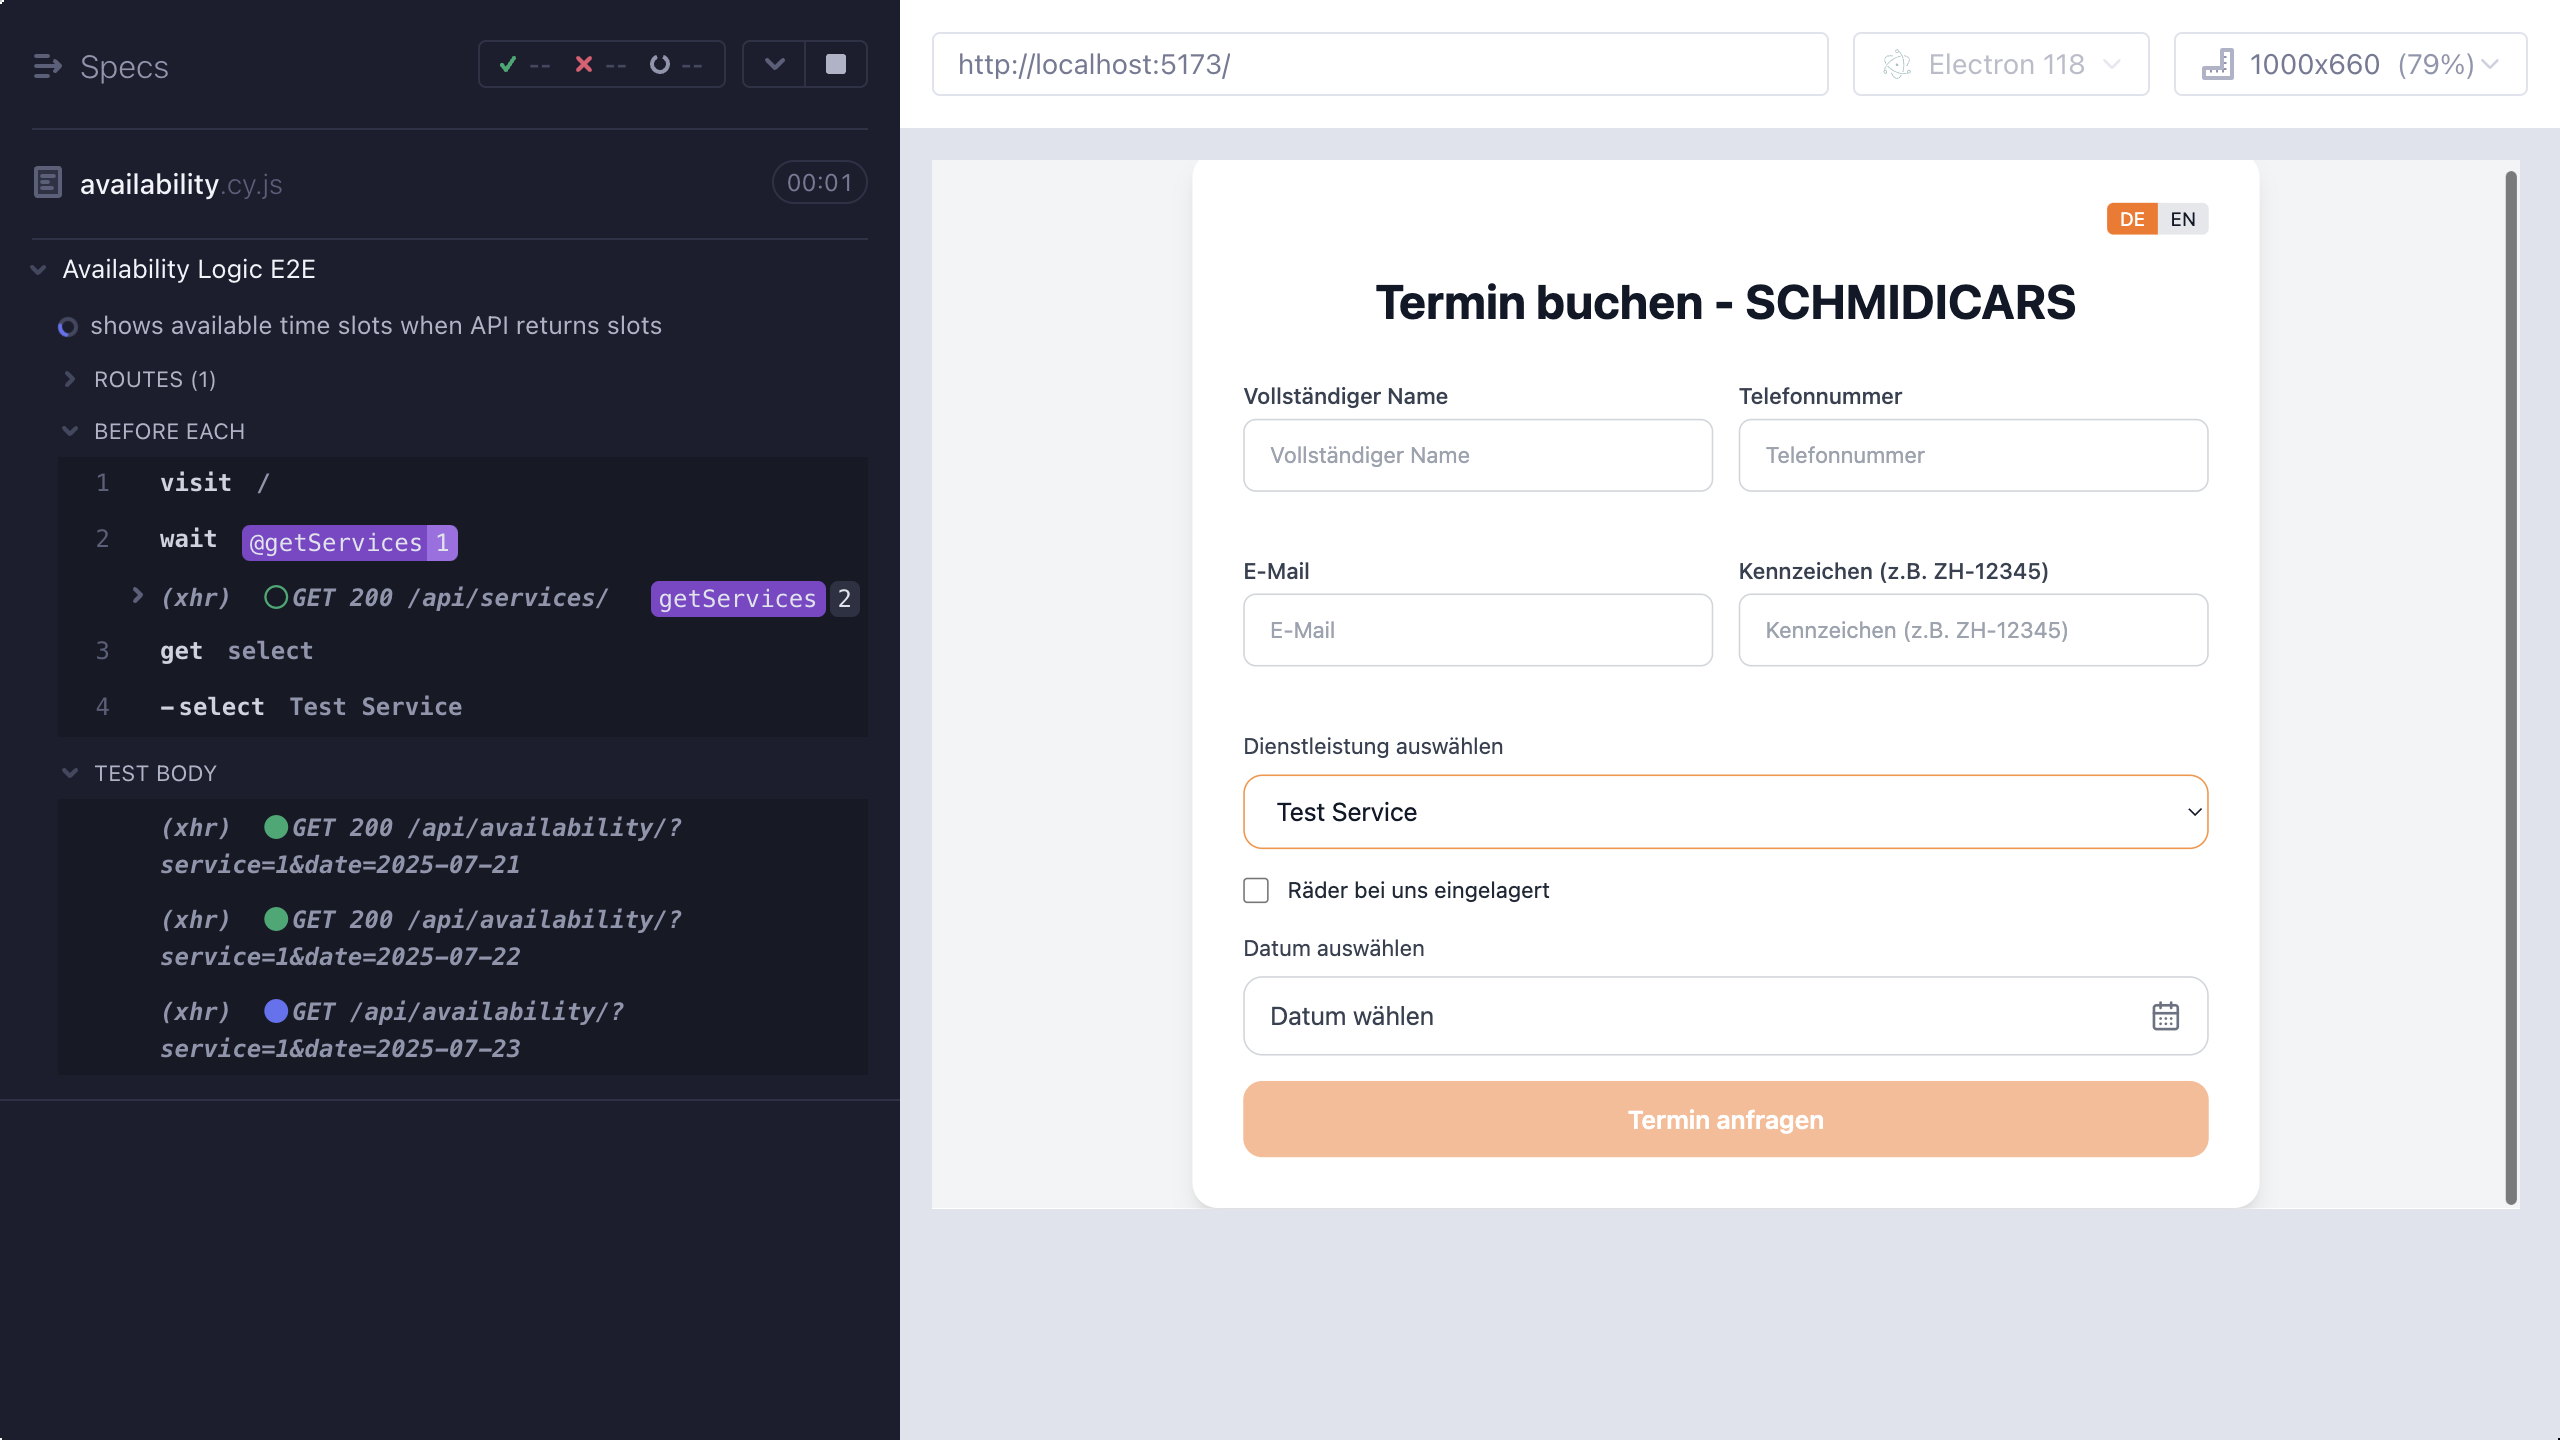 Specs
--
--
--
availability.cy.js
00:01
Availability Logic E2E
shows available time slots when API returns slots
ROUTES (1)
BEFORE EACH
1 visit /
2 wait @getServices 1
(xhr) GET 200 /api/services/ getServices 2
3 get select
4 -select Test Service
TEST BODY
(xhr) GET 200 /api/availability/?
service=1&date=2025-07-21
(xhr) GET 200 /api/availability/?
service=1&date=2025-07-22
(xhr) GET /api/availability/?
service=1&date=2025-07-23
http://localhost:5173/
Electron 118
1000x660 (79%)
DE EN
Termin buchen - SCHMIDICARS
Vollständiger Name
Vollständiger Name
Telefonnummer
Telefonnummer
E-Mail
E-Mail
Kennzeichen (z.B. ZH-12345)
Kennzeichen (z.B. ZH-12345)
Dienstleistung auswählen
Test Service
Räder bei uns eingelagert
Datum auswählen
Datum wählen
Termin anfragen